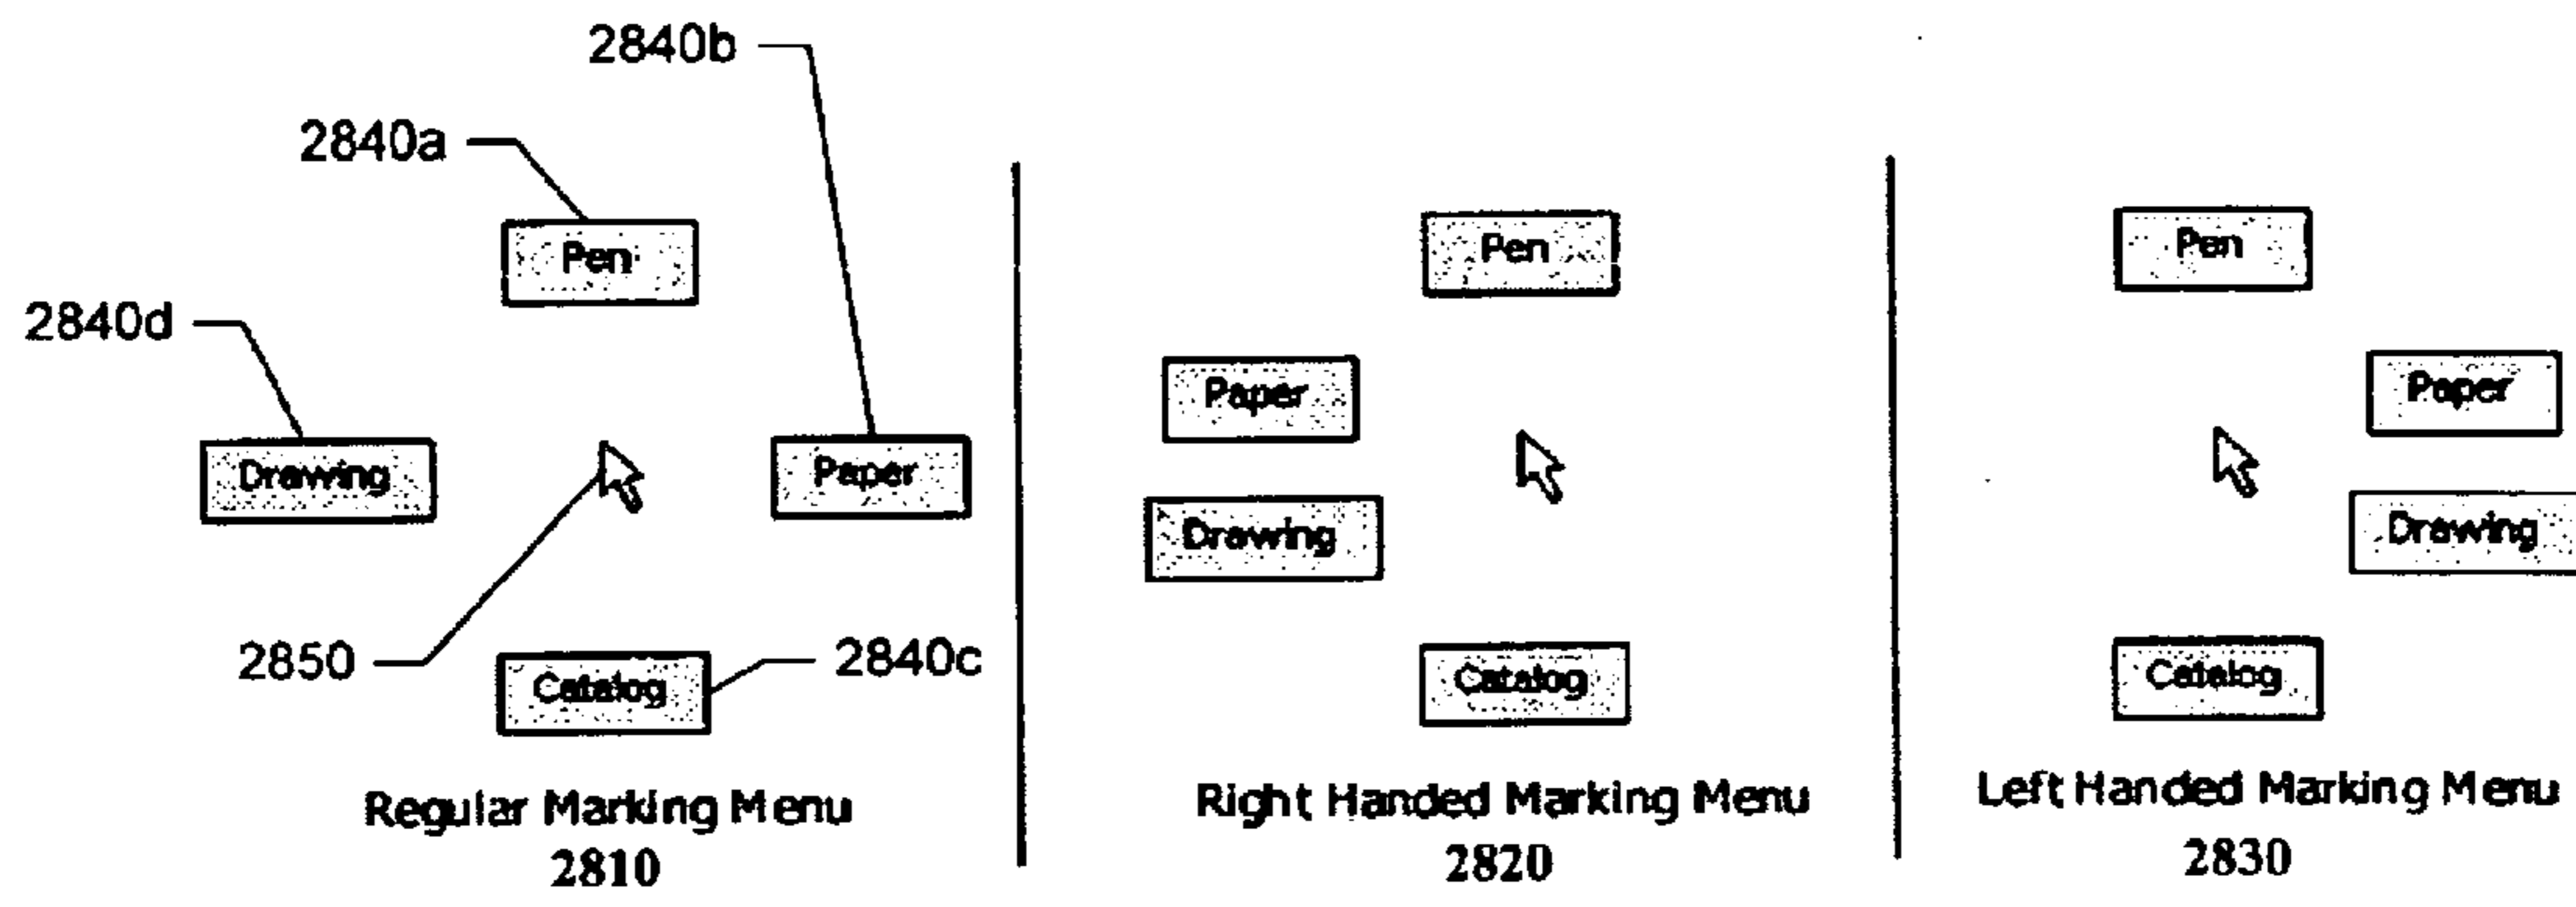 2840b
2840a
Pen
2840d
Drawing
Paper
2850
Catalog
2840c
Regular Marking Menu
2810
Pen
Paper
Drawing
Catalog
Right Handed Marking Menu
2820
Pen
Paper
Drawing
Catalog
Left Handed Marking Menu
2830